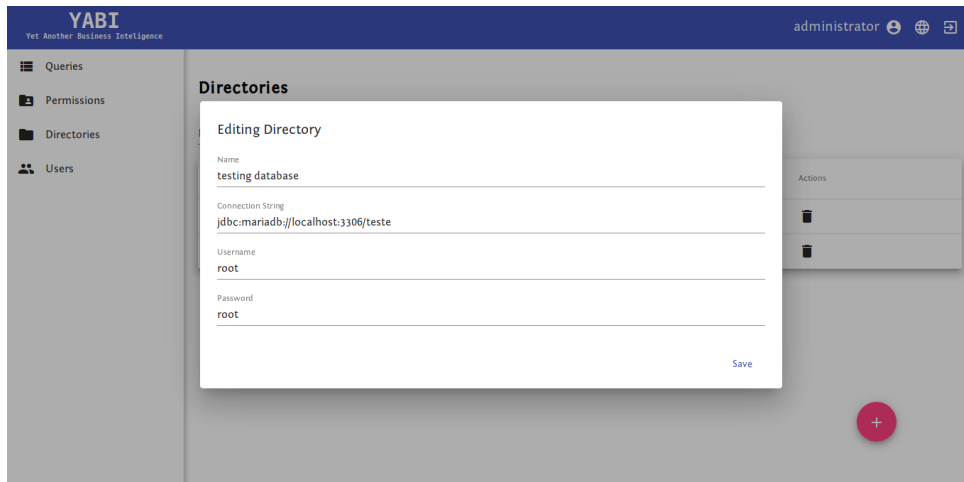 YABI
Yet Another Business Inteligence
administrator
Queries
Permissions
Directories
Users
Directories
Actions
Editing Directory
Name
testing database
Connection String
jdbc:mariadb://localhost:3306/teste
Username
root
Password
root
Save